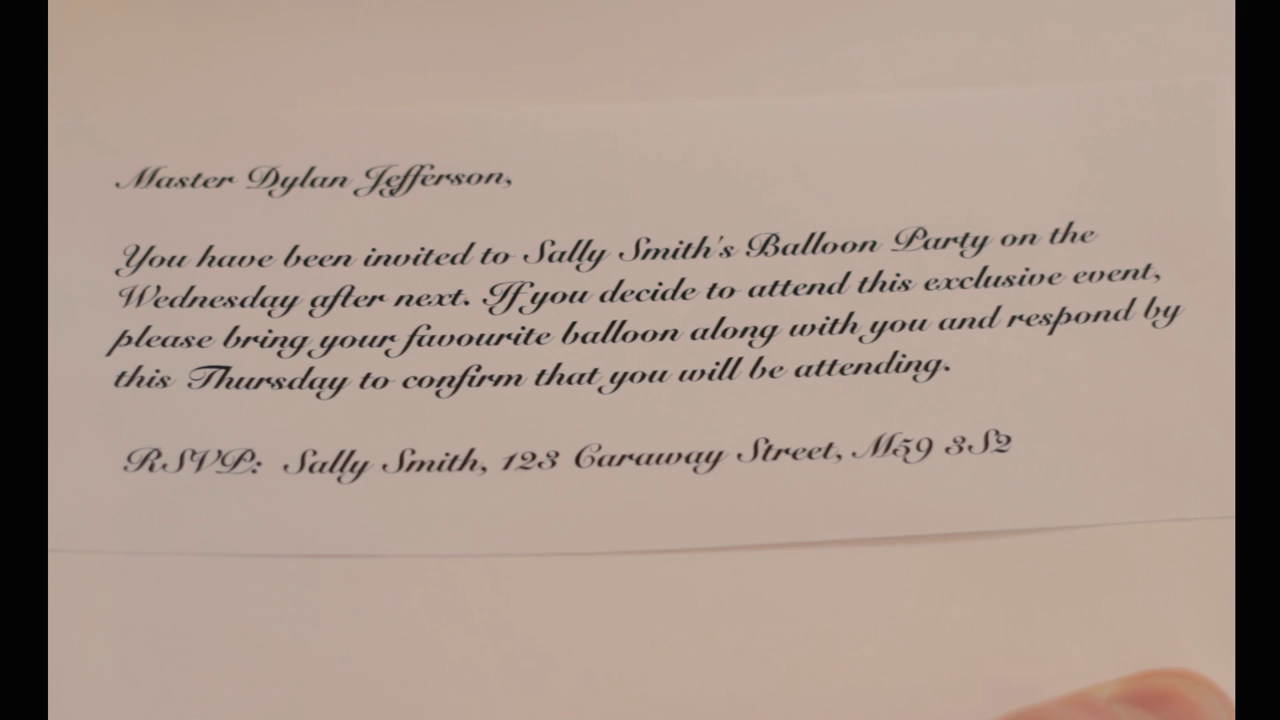 Master Dylan Jefferson,
You have been invited to Sally Smith's Balloon Party on the
Wednesday after next. If you decide to attend this exclusive event,
please bring your favourite balloon along with you and respond by
this Thursday to confirm that you will be attending.
RSVP: Sally Smith, 123 Caraway Street, M59 3S2